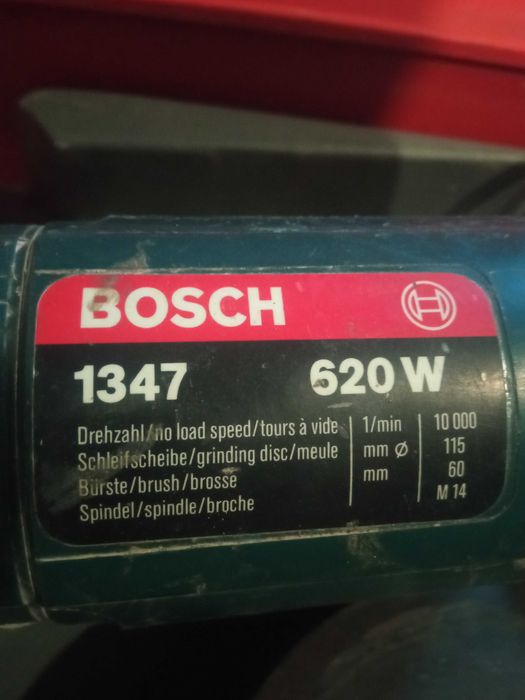 BOSCH
1347 620 W
Drehzahl/no load speed/tours à vide 1/min 10 000
Schleifscheibe/grinding disc/meule mm Ø 115
Bürste/brush/brosse mm 60
Spindel/spindle/broche M 14